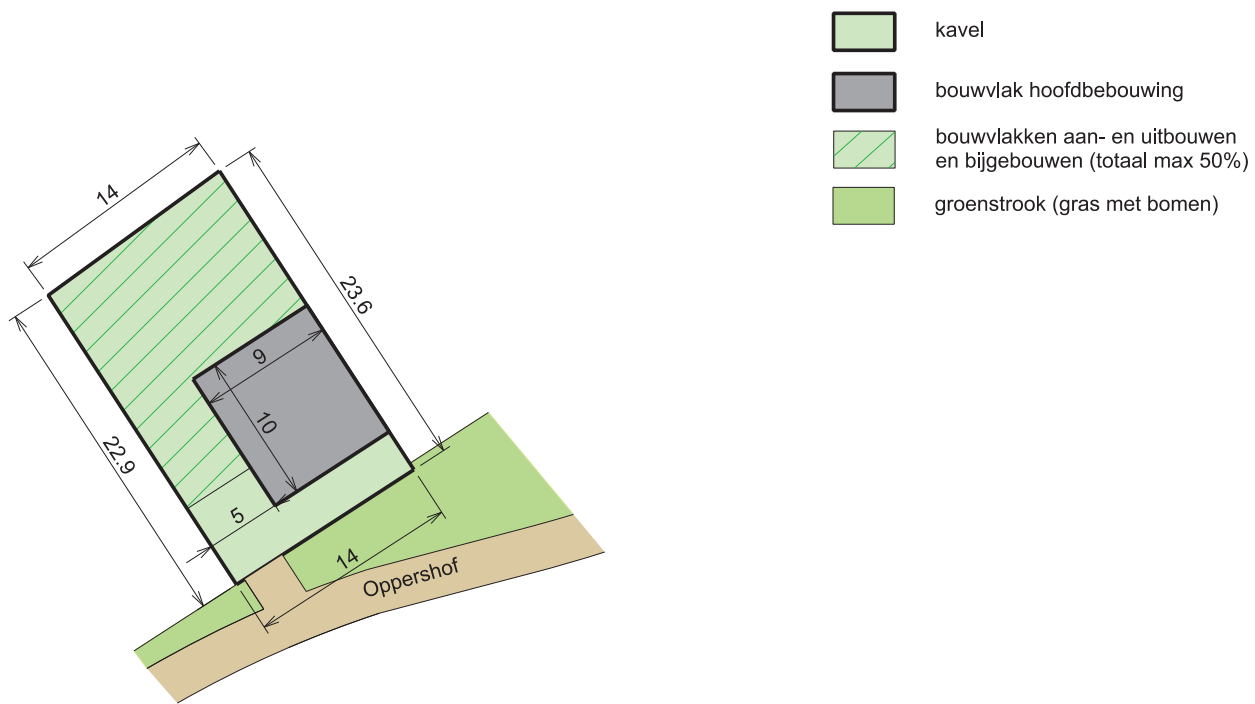 kavel
bouwvlak hoofdbebouwing
bouwvlakken aan- en uitbouwen
en bijgebouwen (totaal max 50%)
groenstrook (gras met bomen)
14
23.6
9
10
22.9
5
14
Oppershof